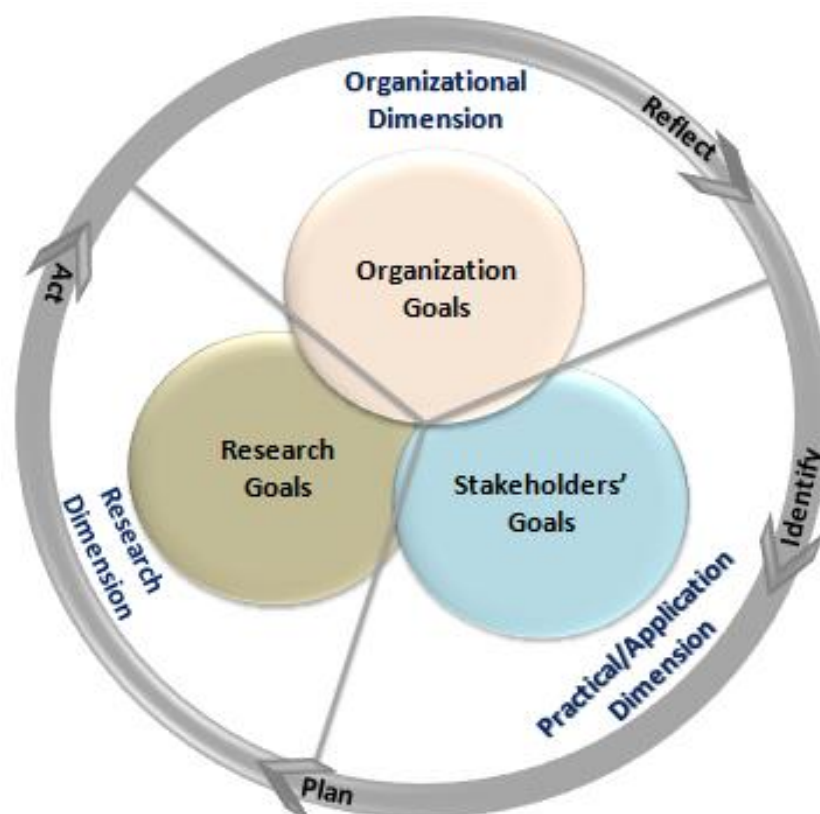 Organizational
Dimension
Reflect
Organization
Goals
Act
Research
Goals
Stakeholders’
Goals
Identify
Research
Dimension
Practical/Application
Dimension
Plan